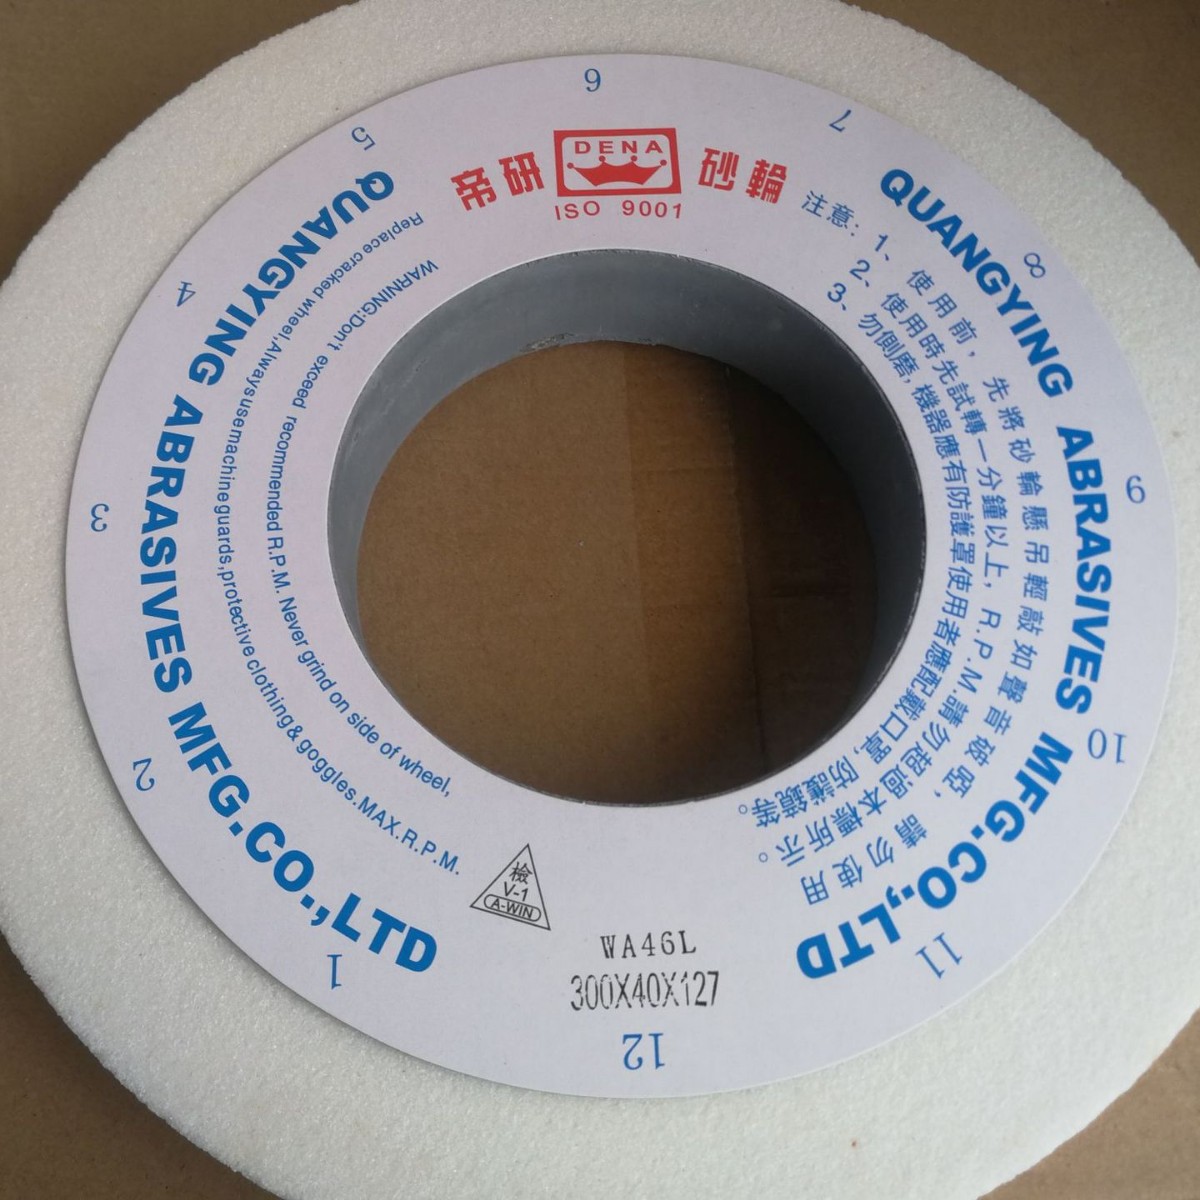 帝研 DENA 砂輪
ISO 9001
QUANGYING ABRASIVES MFG.CO.,LTD
Replace cracked wheel,Always use machine guards,protective clothing & goggles.MAX.R.P.M.
WARNING:Don't exceed recommended R.P.M. Never grind on side of wheel,
QUANGYING ABRASIVES MFG.CO.,LTD
注意: 1、使用前，先將砂輪懸吊輕敲如聲音破啞，請勿使用
2、使用時先試轉一分鐘以上，R.P.M.請勿超過本標所示。
3、勿側磨,機器應有防護罩使用者應配戴口罩,防護鏡等。
檢
V-1
A-WIN
WA46L
300X40X127
1
2
3
4
5
6
7
8
9
10
11
12